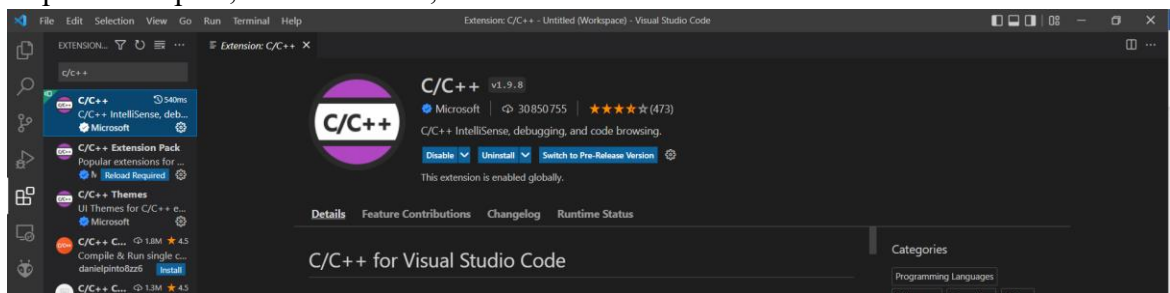 File Edit Selection View Go Run Terminal Help
Extension: C/C++ - Untitled (Workspace) - Visual Studio Code
EXTENSION...
Extension: C/C++
c/c++
C/C++ 540ms
C/C++ IntelliSense, deb...
Microsoft
C/C++ Extension Pack
Popular extensions for ...
Reload Required
C/C++ Themes
UI Themes for C/C++ e...
Microsoft
C/C++ C... 1.8M 4.5
Compile & Run single c...
danielpinto8zz6 Install
C/C++ C... 1.3M 4.5
C/C++
C/C++ v1.9.8
Microsoft 30850755 (473)
C/C++ IntelliSense, debugging, and code browsing.
Disable Uninstall Switch to Pre-Release Version
This extension is enabled globally.
Details Feature Contributions Changelog Runtime Status
C/C++ for Visual Studio Code
Categories
Programming Languages